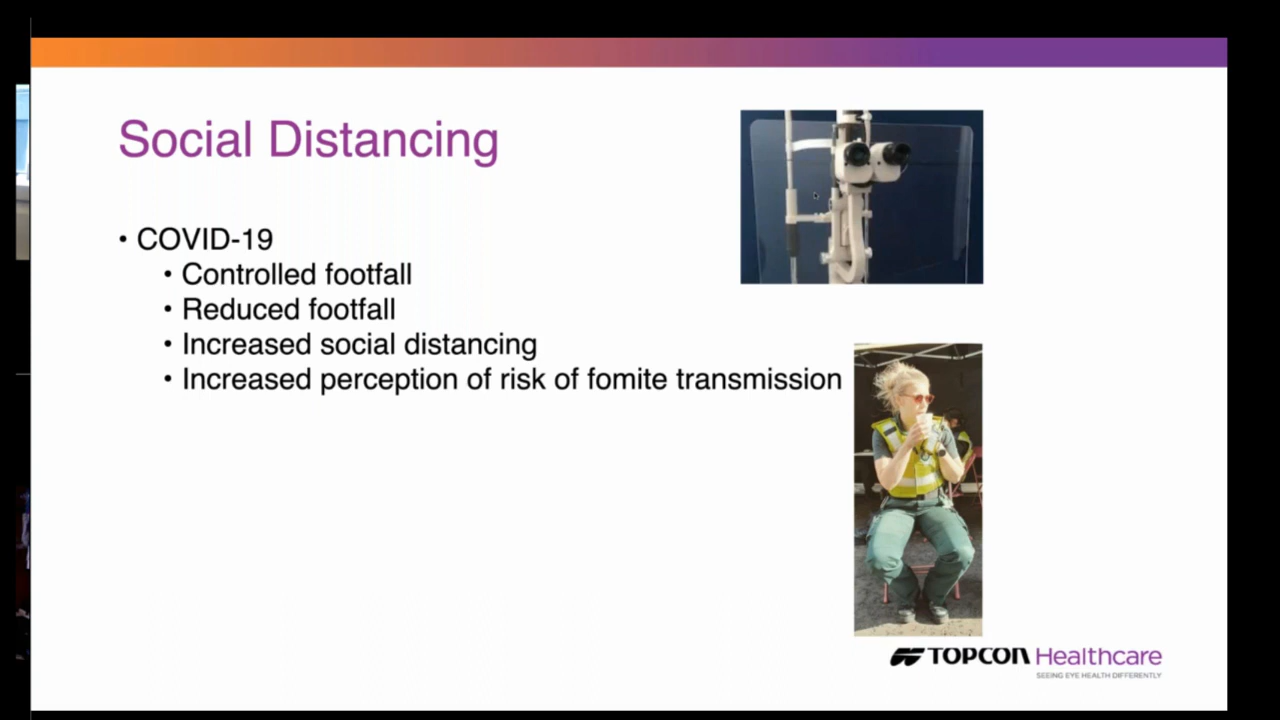 Social Distancing
• COVID-19
• Controlled footfall
• Reduced footfall
• Increased social distancing
• Increased perception of risk of fomite transmission
TOPCON Healthcare
SEEING EYE HEALTH DIFFERENTLY